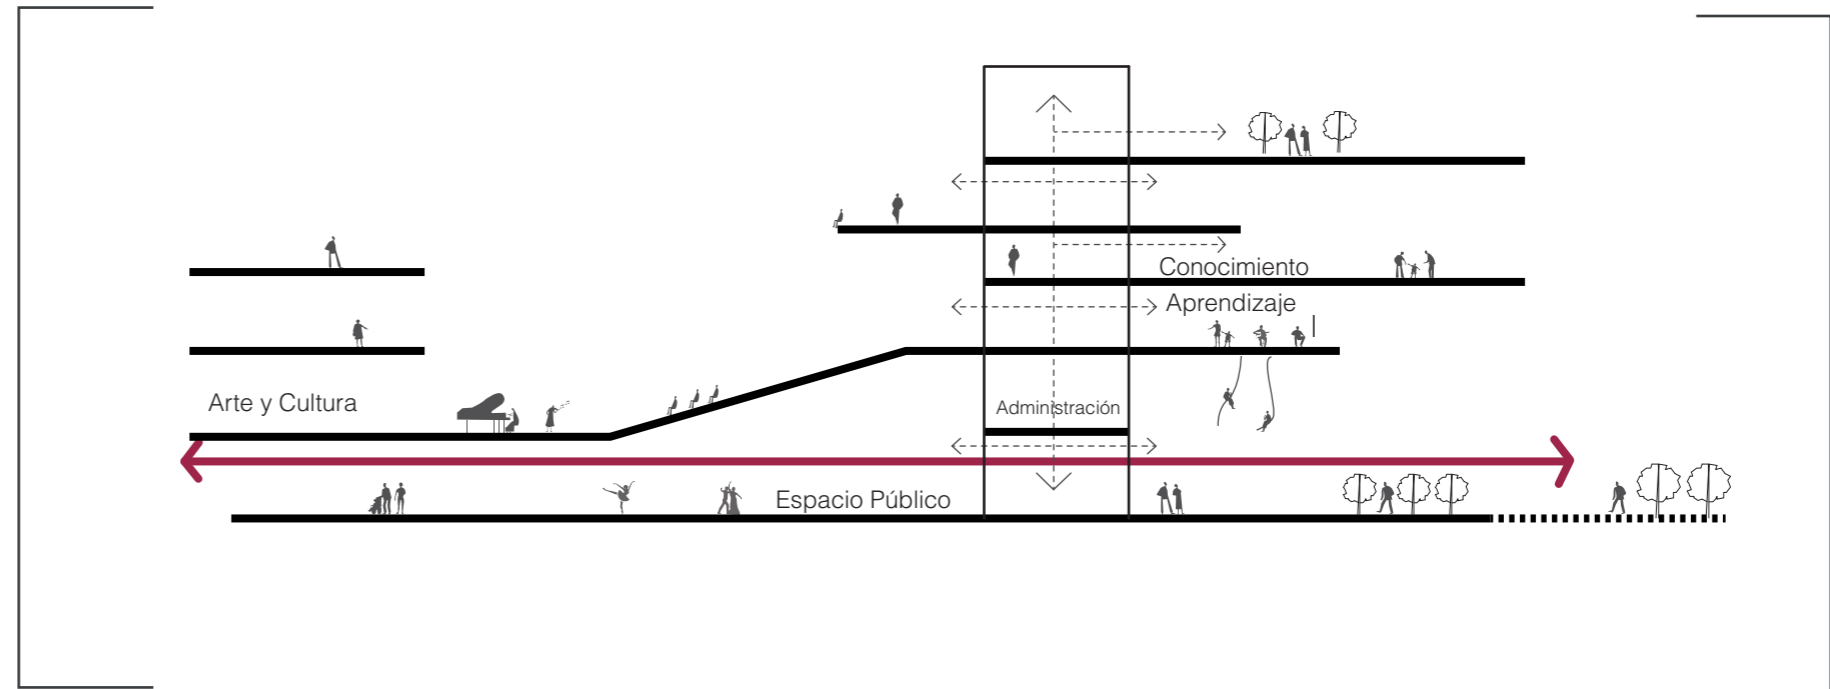 Conocimiento
Aprendizaje
Arte y Cultura
Administración
Espacio Público